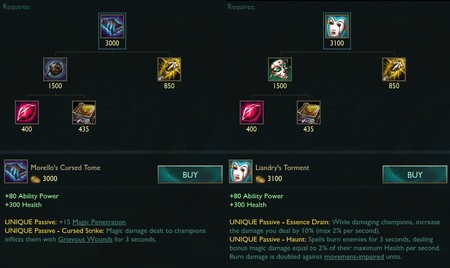 Requires:
3000
1500
850
400
435
Morello's Cursed Tome
3000
BUY
+80 Ability Power
+300 Health
UNIQUE Passive: +15 Magic Penetration
UNIQUE Passive - Cursed Strike: Magic damage dealt to champions
inflicts them with Grievous Wounds for 3 seconds.
Requires:
3100
1500
850
400
435
Liandry's Torment
3100
BUY
+80 Ability Power
+300 Health
UNIQUE Passive - Essence Drain: While damaging champions, increase
the damage you deal by 10% (max 2% per second).
UNIQUE Passive - Haunt: Spells burn enemies for 3 seconds, dealing
bonus magic damage equal to 2% of their maximum Health per second.
Burn damage is doubled against movement-impaired units.